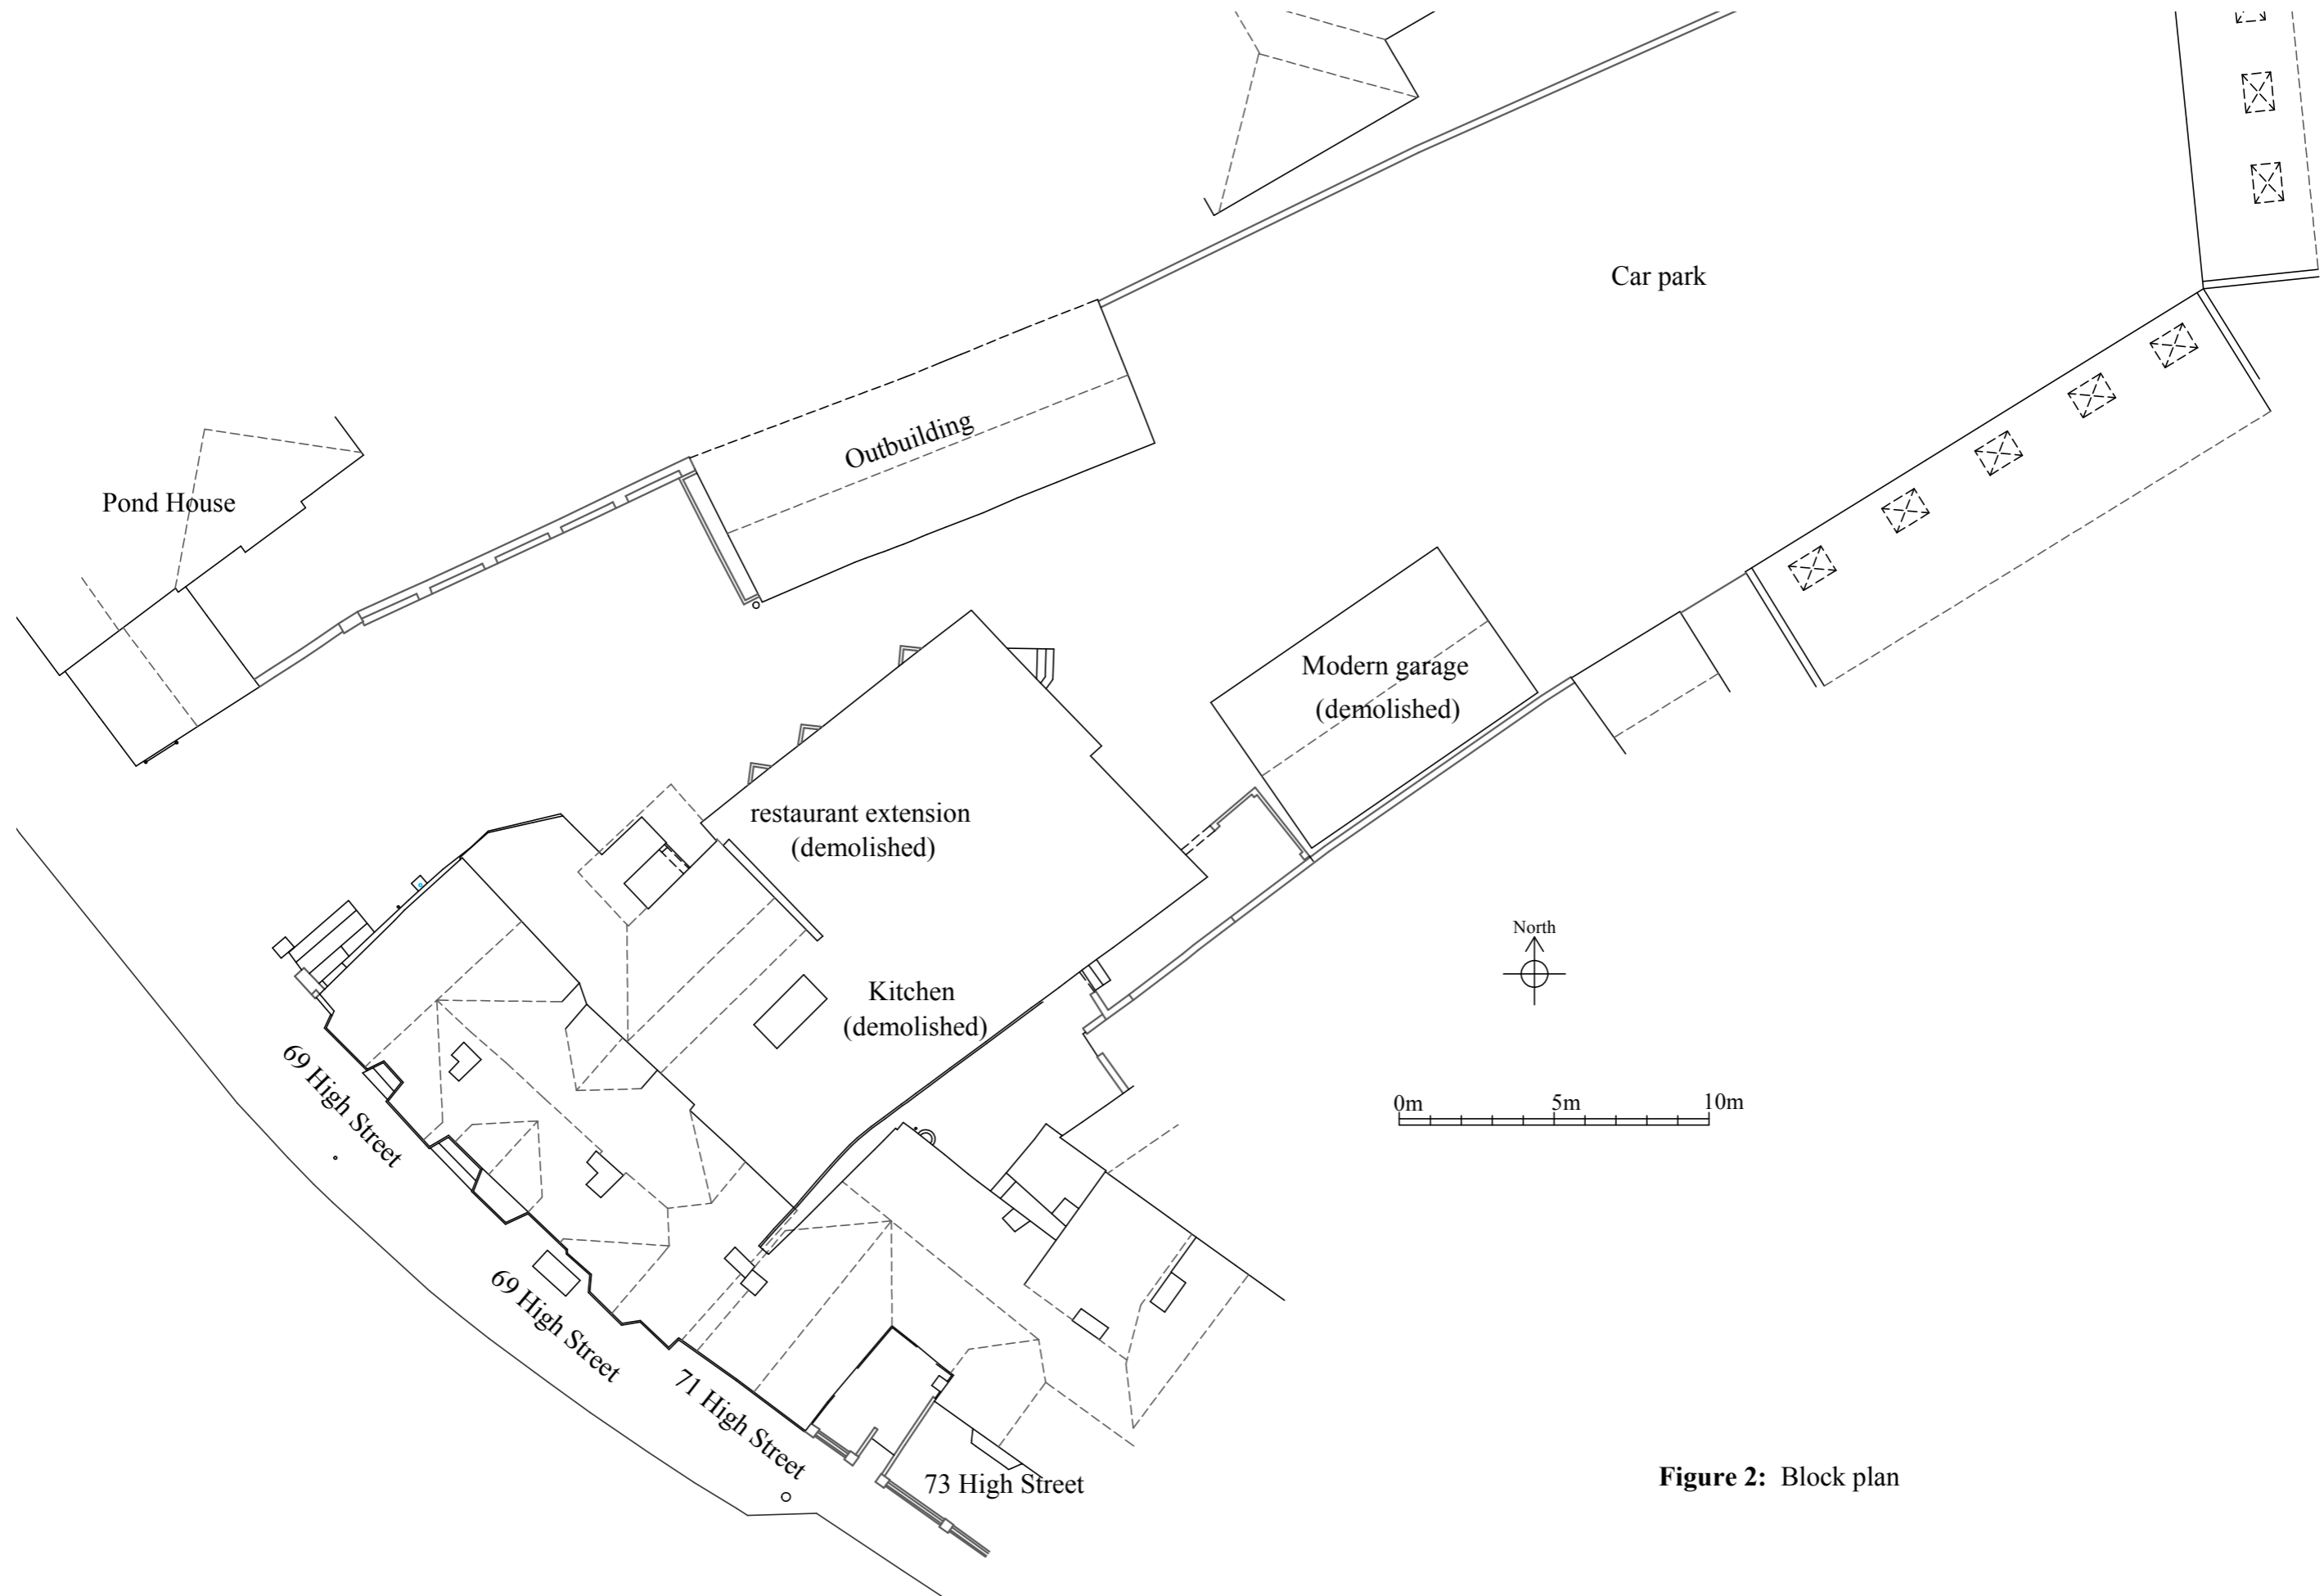 Car park
Outbuilding
Pond House
Modern garage
(demolished)
restaurant extension
(demolished)
North
Kitchen
(demolished)
0m 5m 10m
69 High Street
69 High Street
71 High Street
73 High Street
Figure 2: Block plan